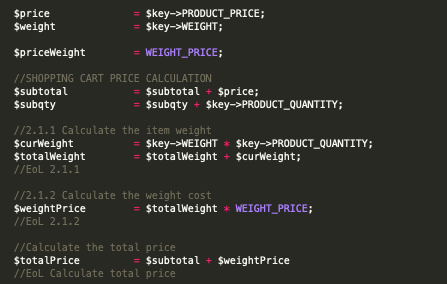 $price = $key->PRODUCT_PRICE;
$weight = $key->WEIGHT;
$priceWeight = WEIGHT_PRICE;
//SHOPPING CART PRICE CALCULATION
$subtotal = $subtotal + $price;
$subqty = $subqty + $key->PRODUCT_QUANTITY;
//2.1.1 Calculate the item weight
$curWeight = $key->WEIGHT * $key->PRODUCT_QUANTITY;
$totalWeight = $totalWeight + $curWeight;
//EoL 2.1.1
//2.1.2 Calculate the weight cost
$weightPrice = $totalWeight * WEIGHT_PRICE;
//EoL 2.1.2
//Calculate the total price
$totalPrice = $subtotal + $weightPrice
//EoL Calculate total price